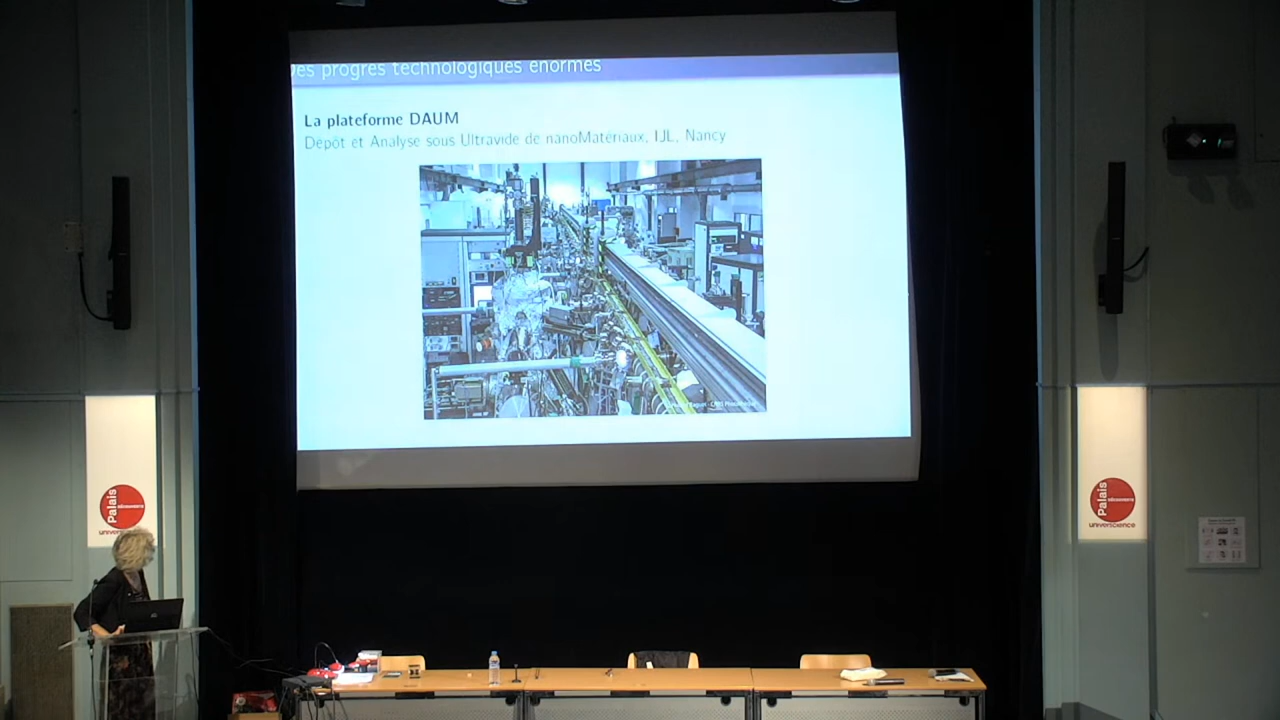 Des progrès technologiques énormes
La plateforme DAUM
Dépôt et Analyse sous Ultravide de nanoMatériaux, IJL, Nancy
Palais
découverte
universcience
Palais
découverte
universcience